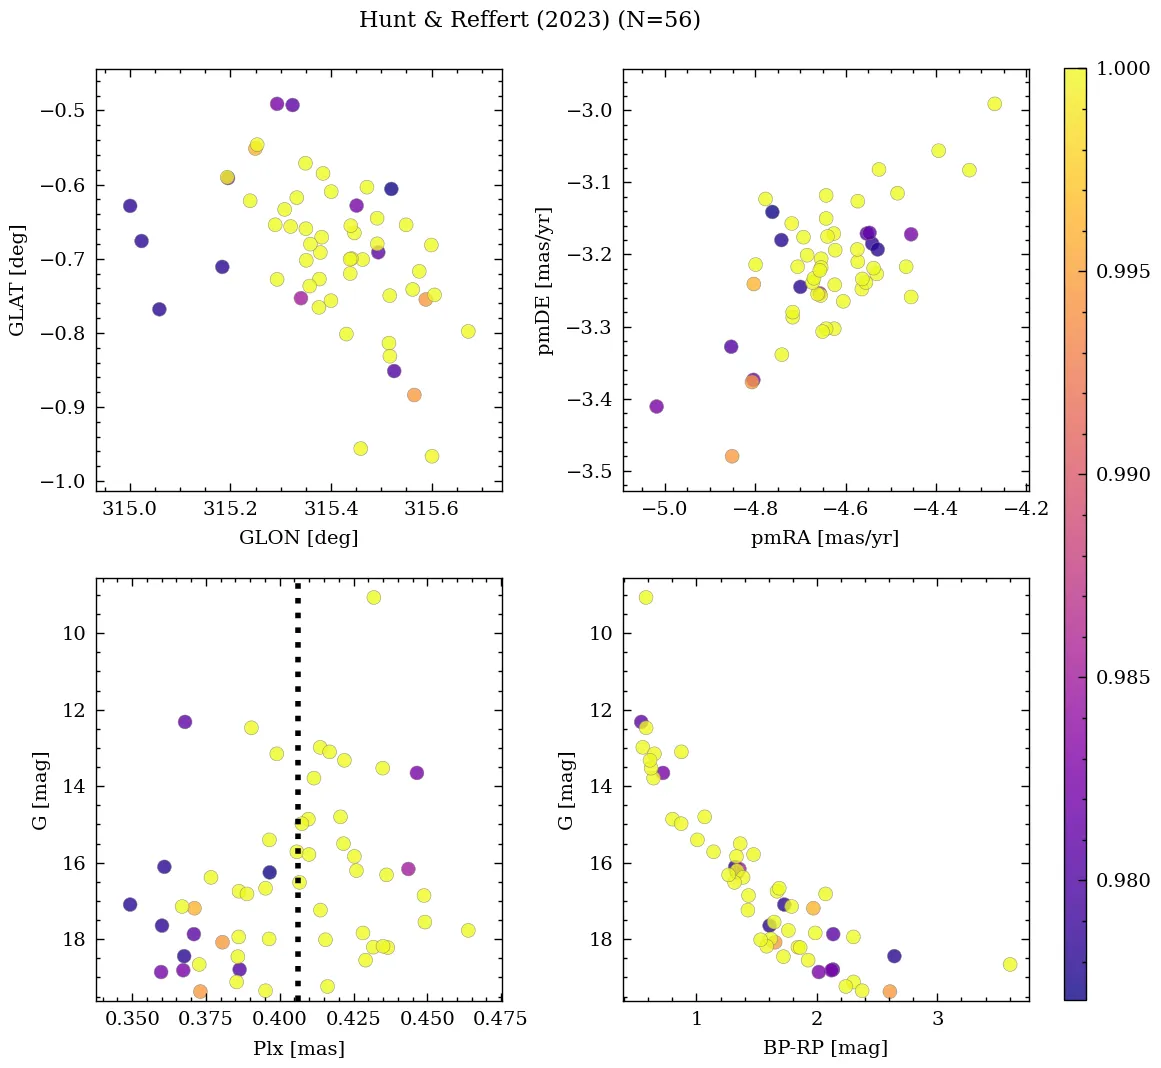 Hunt & Reffert (2023) (N=56)
−0.5
−0.6
−0.7
−0.8
−0.9
−1.0
GLAT [deg]
315.0 315.2 315.4 315.6
GLON [deg]
−3.0
−3.1
−3.2
−3.3
−3.4
−3.5
pmDE [mas/yr]
−5.0 −4.8 −4.6 −4.4 −4.2
pmRA [mas/yr]
10
12
14
16
18
G [mag]
0.350 0.375 0.400 0.425 0.450 0.475
Plx [mas]
10
12
14
16
18
G [mag]
1 2 3
BP-RP [mag]
1.000
0.995
0.990
0.985
0.980